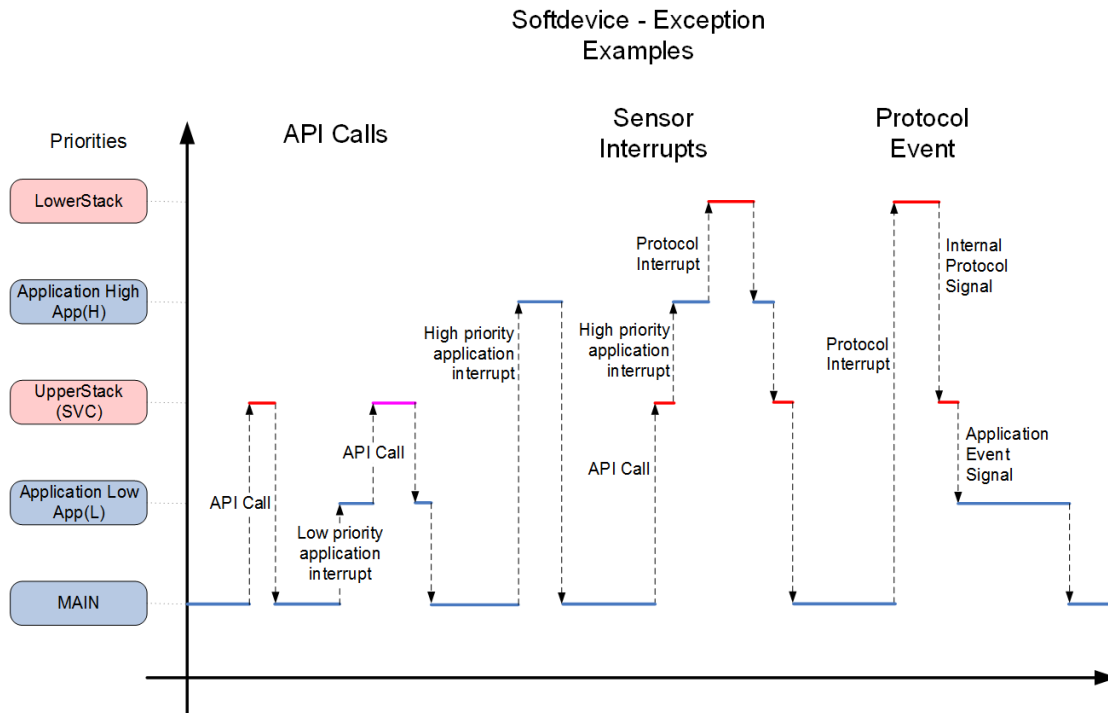 Softdevice - Exception
Examples
Priorities
API Calls
Sensor
Interrupts
Protocol
Event
LowerStack
Application High
App(H)
UpperStack
(SVC)
Application Low
App(L)
MAIN
API Call
Low priority
application
interrupt
API Call
High priority
application
interrupt
API Call
High priority
application
interrupt
Protocol
Interrupt
Protocol
Interrupt
Internal
Protocol
Signal
Application
Event
Signal